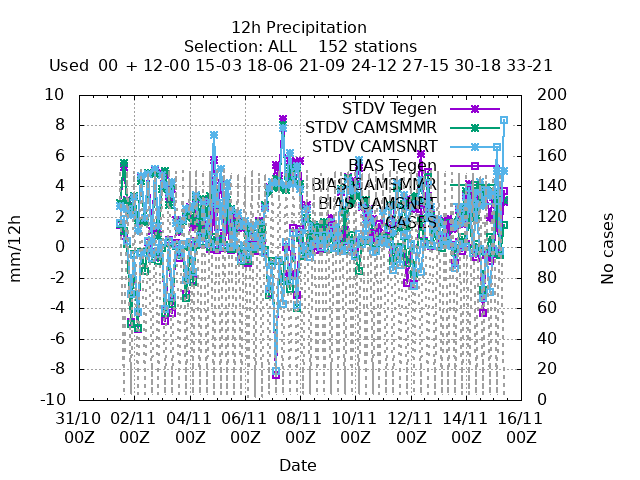 12h Precipitation
Selection: ALL 152 stations
Used 00 + 12-00 15-03 18-06 21-09 24-12 27-15 30-18 33-21
10 200
8 180
6 160
4 140
2 120
0 100
-2 80
-4 60
-6 40
-8 20
-10 0
mm/12h
No cases
STDV Tegen
STDV CAMSMMR
STDV CAMSNRT
BIAS Tegen
BIAS CAMSMMR
BIAS CAMSNRT
CASES
31/10 02/11 04/11 06/11 08/11 10/11 12/11 14/11 16/11
00Z 00Z 00Z 00Z 00Z 00Z 00Z 00Z 00Z
Date